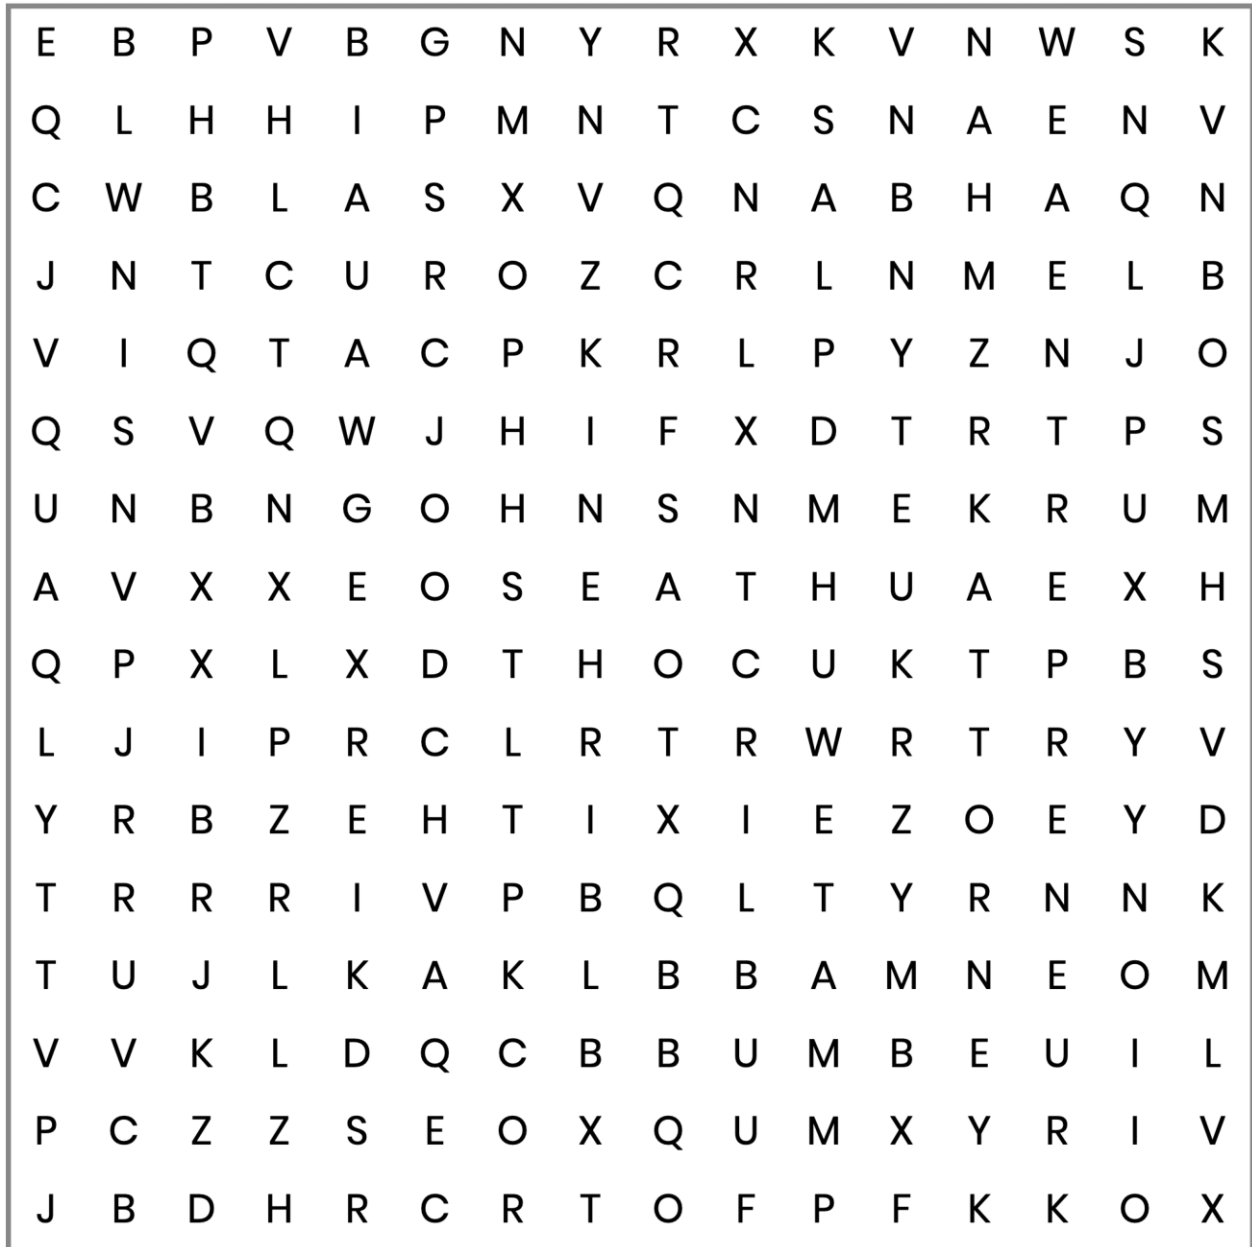 E B P V B G N Y R X K V N W S K
Q L H H I P M N T C S N A E N V
C W B L A S X V Q N A B H A Q N
J N T C U R O Z C R L N M E L B
V I Q T A C P K R L P Y Z N J O
Q S V Q W J H I F X D T R T P S
U N B N G O H N S N M E K R U M
A V X X E O S E A T H U A E X H
Q P X L X D T H O C U K T P B S
L J I P R C L R T R W R T R Y V
Y R B Z E H T I X I E Z O E Y D
T R R R I V P B Q L T Y R N N K
T U J L K A K L B B A M N E O M
V V K L D Q C B B U M B E U I L
P C Z Z S E O X Q U M X Y R I V
J B D H R C R T O F P F K K O X